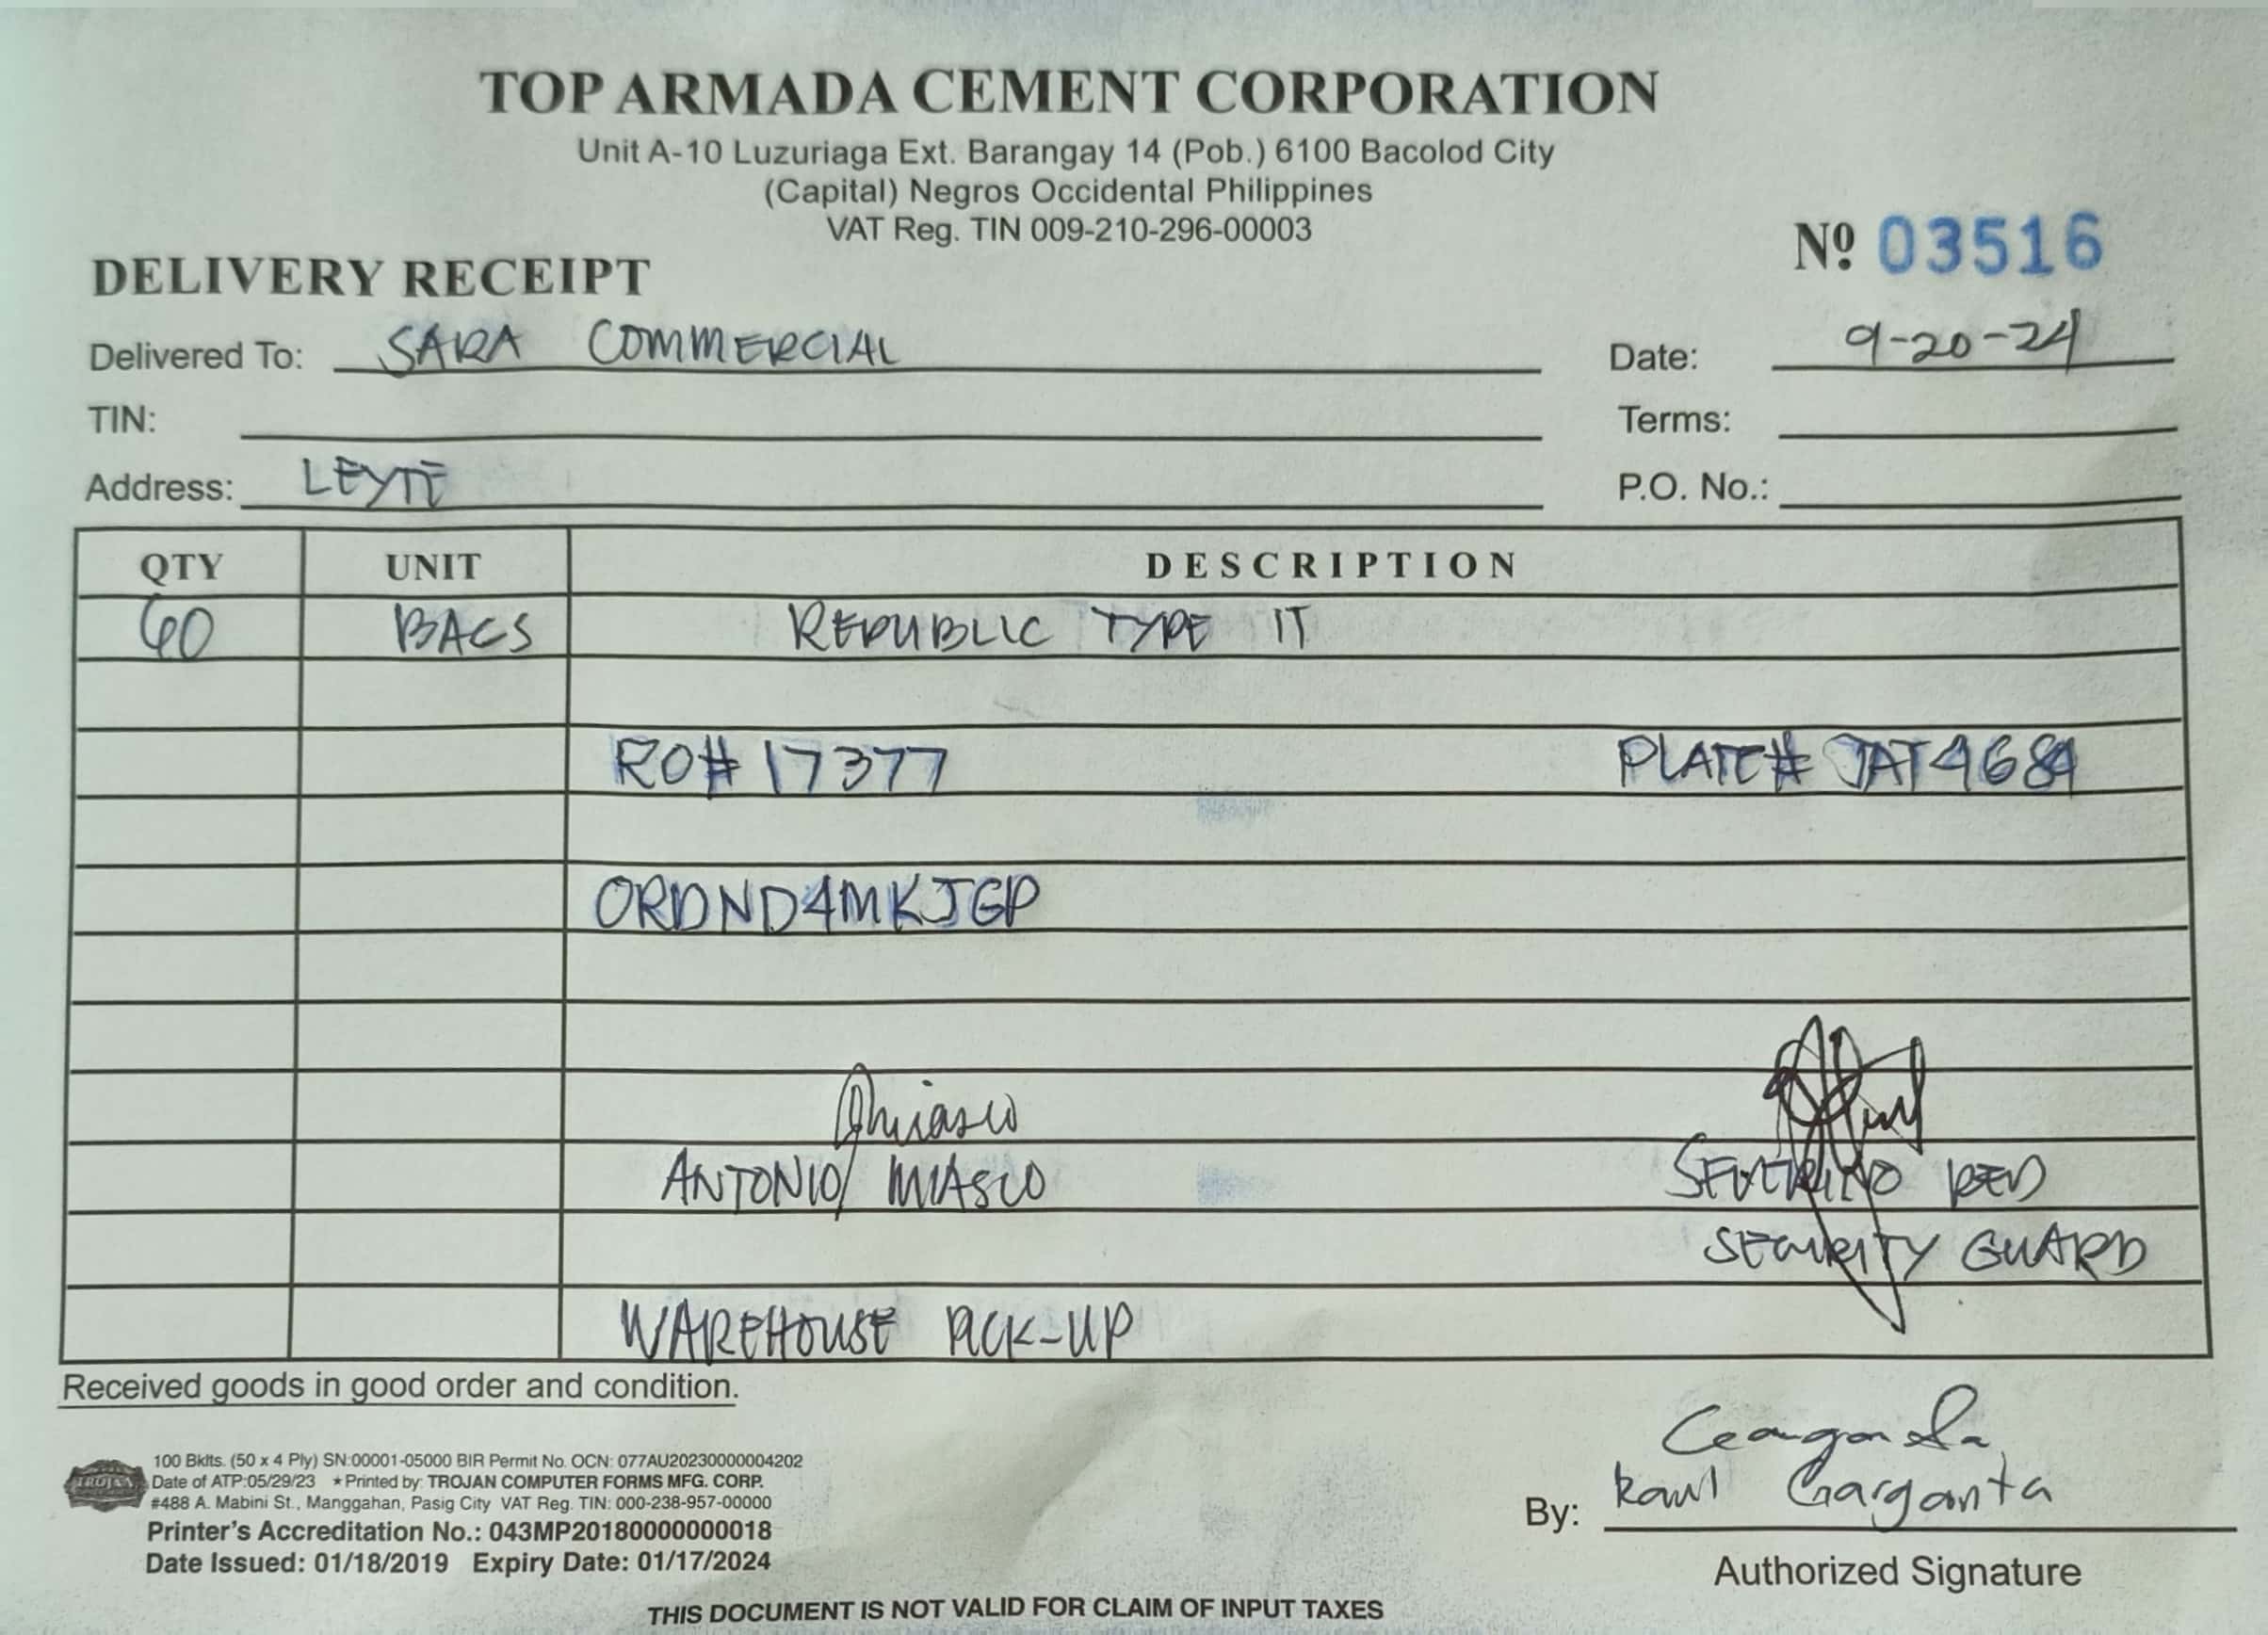 TOP ARMADA CEMENT CORPORATION
Unit A-10 Luzuriaga Ext. Barangay 14 (Pob.) 6100 Bacolod City
(Capital) Negros Occidental Philippines
VAT Reg. TIN 009-210-296-00003
Nº 03516
DELIVERY RECEIPT
Delivered To: SARA COMMERCIAL Date: 9-20-24
TIN: Terms:
Address: LEYTE P.O. No.:
QTY UNIT DESCRIPTION
60 BAGS REPUBLIC TYPE IT
RO# 17377 PLATE# JAT4684
ORDND4MKJGP
ANTONIO MIASCO SEVERINO RED
SECURITY GUARD
WAREHOUSE PICK-UP
Received goods in good order and condition.
100 Bklts. (50 x 4 Ply) SN:00001-05000 BIR Permit No. OCN: 077AU20230000004202
Date of ATP:05/29/23 ★Printed by: TROJAN COMPUTER FORMS MFG. CORP.
#488 A. Mabini St., Manggahan, Pasig City VAT Reg. TIN: 000-238-957-00000
Printer's Accreditation No.: 043MP20180000000018
Date Issued: 01/18/2019 Expiry Date: 01/17/2024
TROJAN
By: Raul Garganta
Authorized Signature
THIS DOCUMENT IS NOT VALID FOR CLAIM OF INPUT TAXES